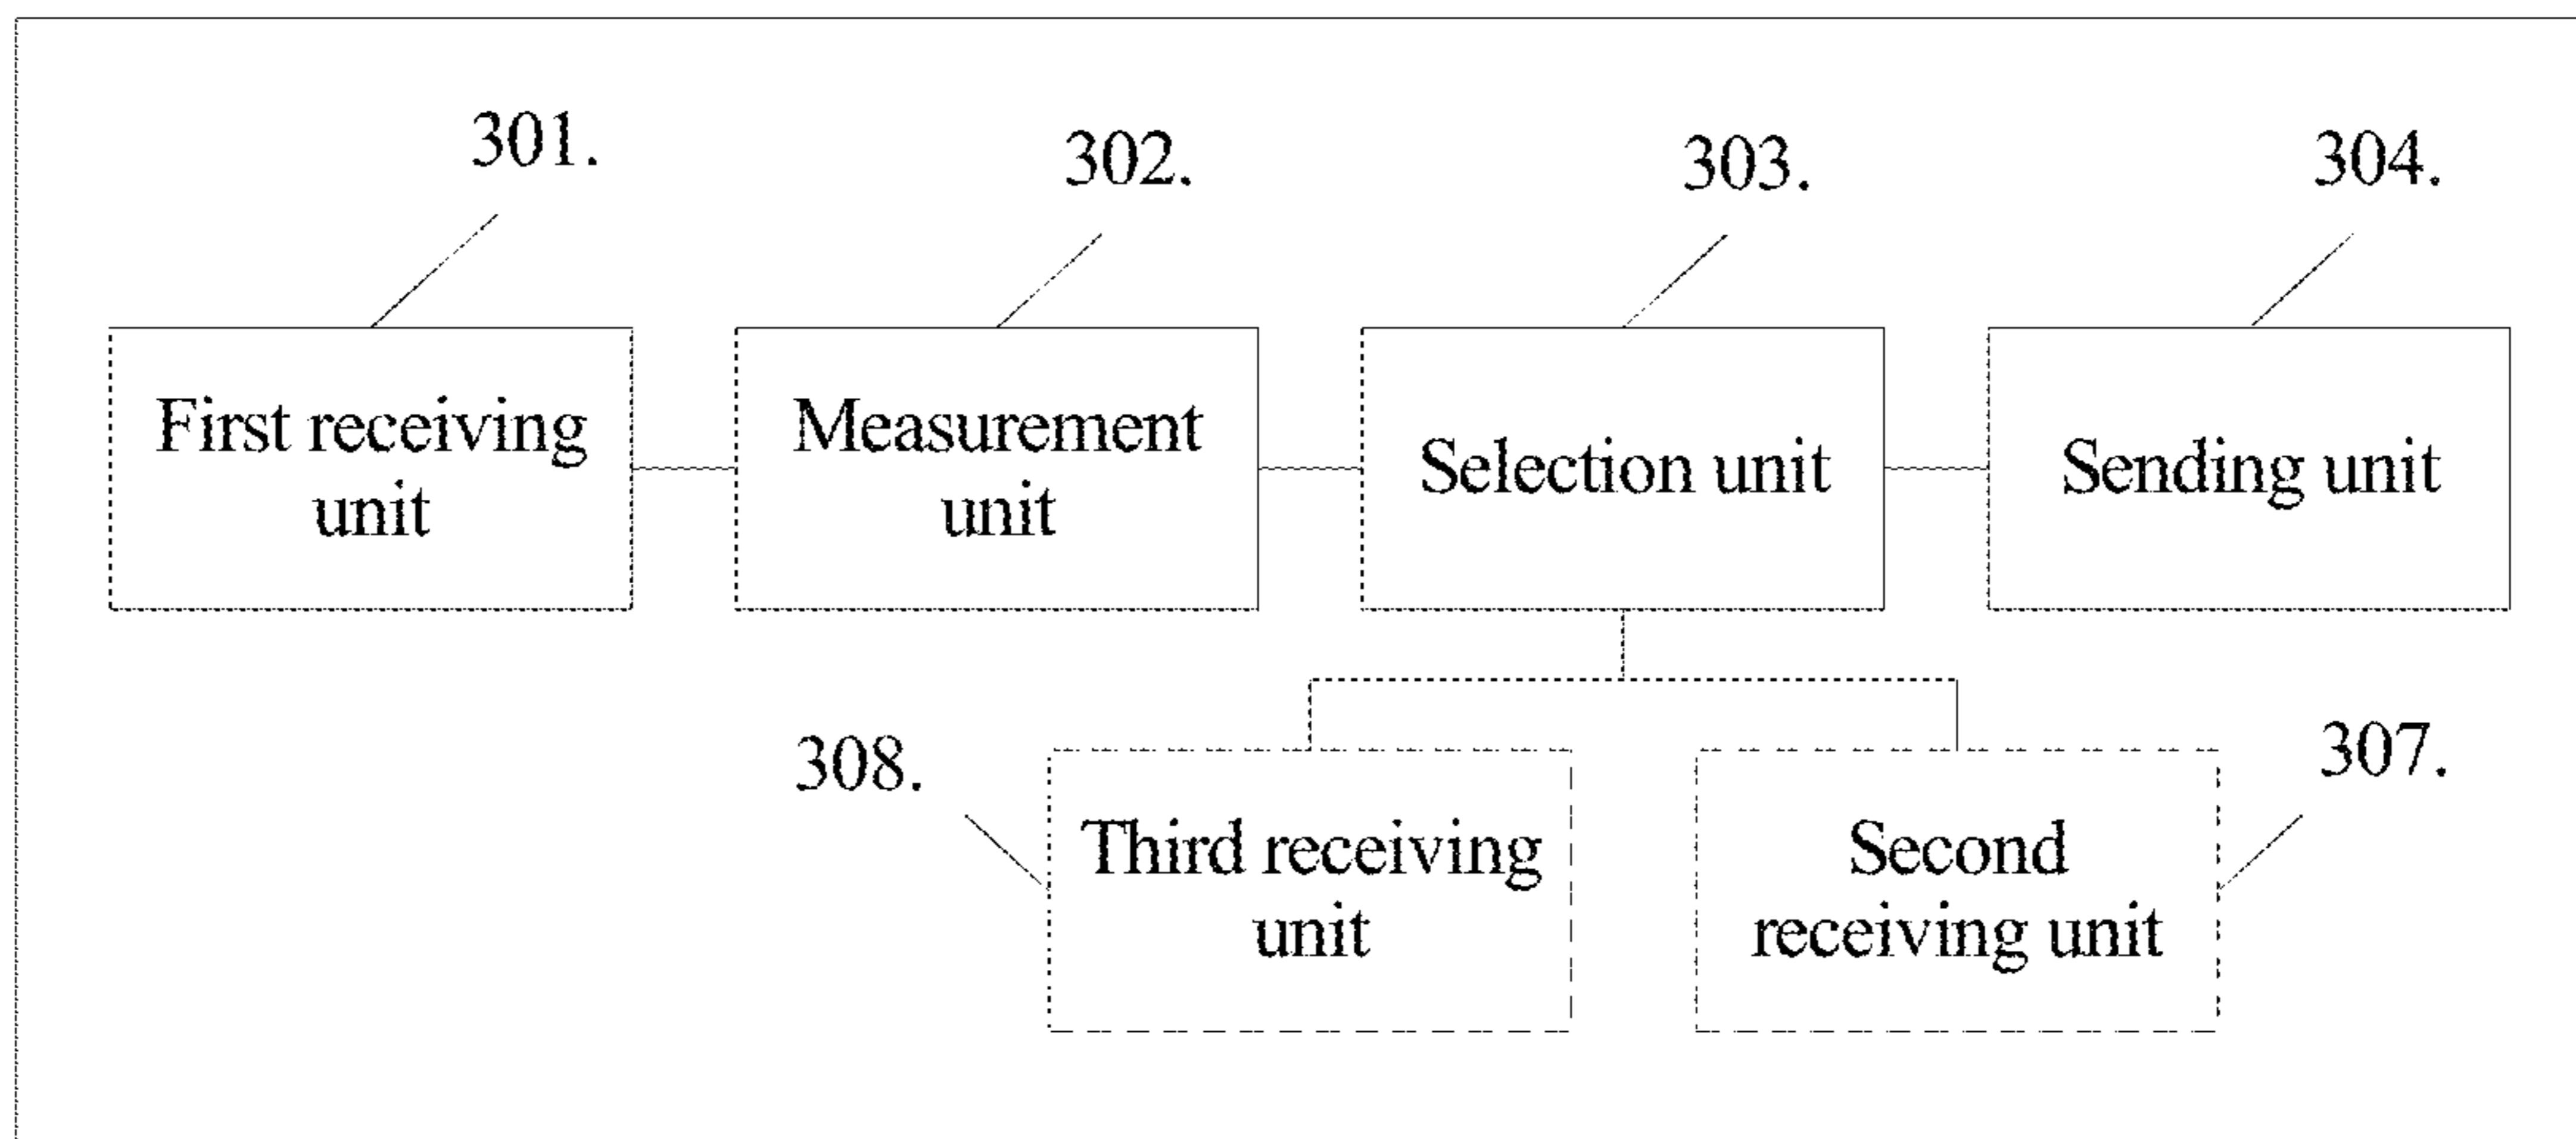 301.
302.
303.
304.
First receiving
unit
Measurement
unit
Selection unit
Sending unit
308.
307.
Third receiving
unit
Second
receiving unit